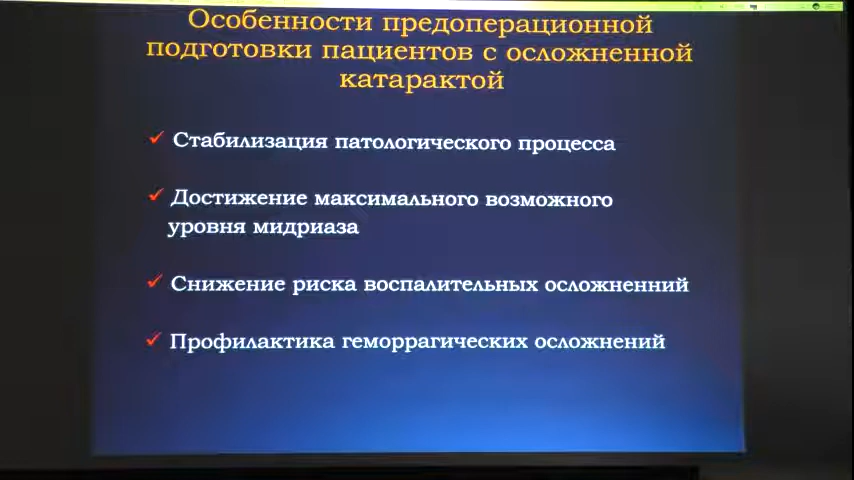 Особенности предоперационной
подготовки пациентов с осложненной
катарактой
Стабилизация патологического процесса
Достижение максимального возможного
уровня мидриаза
Снижение риска воспалительных осложненний
Профилактика геморрагических осложнений